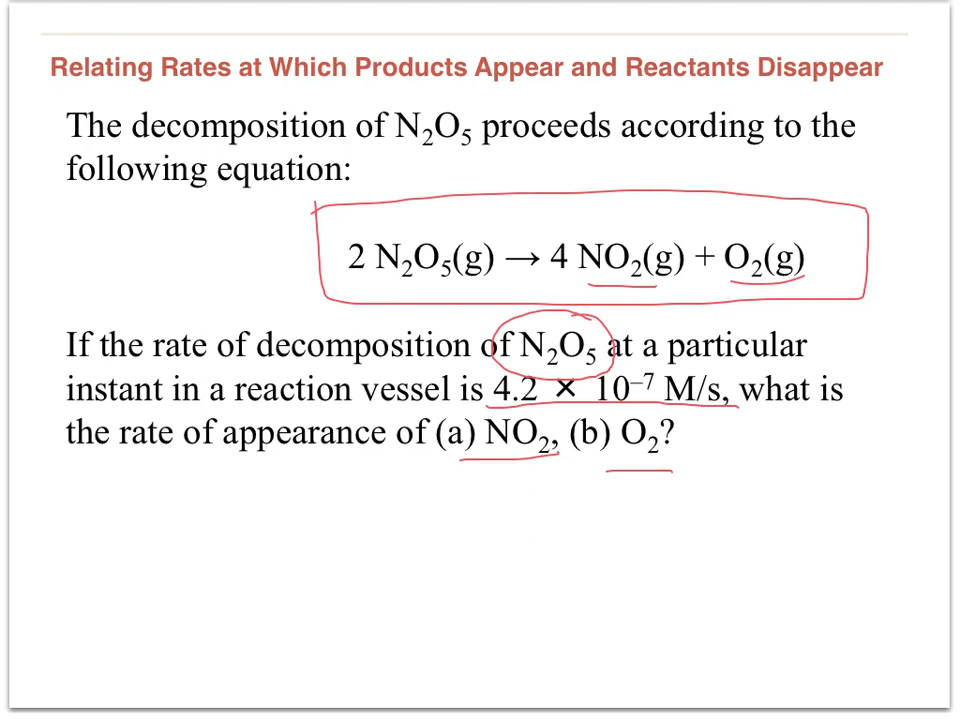 Relating Rates at Which Products Appear and Reactants Disappear
The decomposition of N₂O₅ proceeds according to the
following equation:
2 N₂O₅(g) → 4 NO₂(g) + O₂(g)
If the rate of decomposition of N₂O₅ at a particular
instant in a reaction vessel is 4.2 × 10⁻⁷ M/s, what is
the rate of appearance of (a) NO₂, (b) O₂?